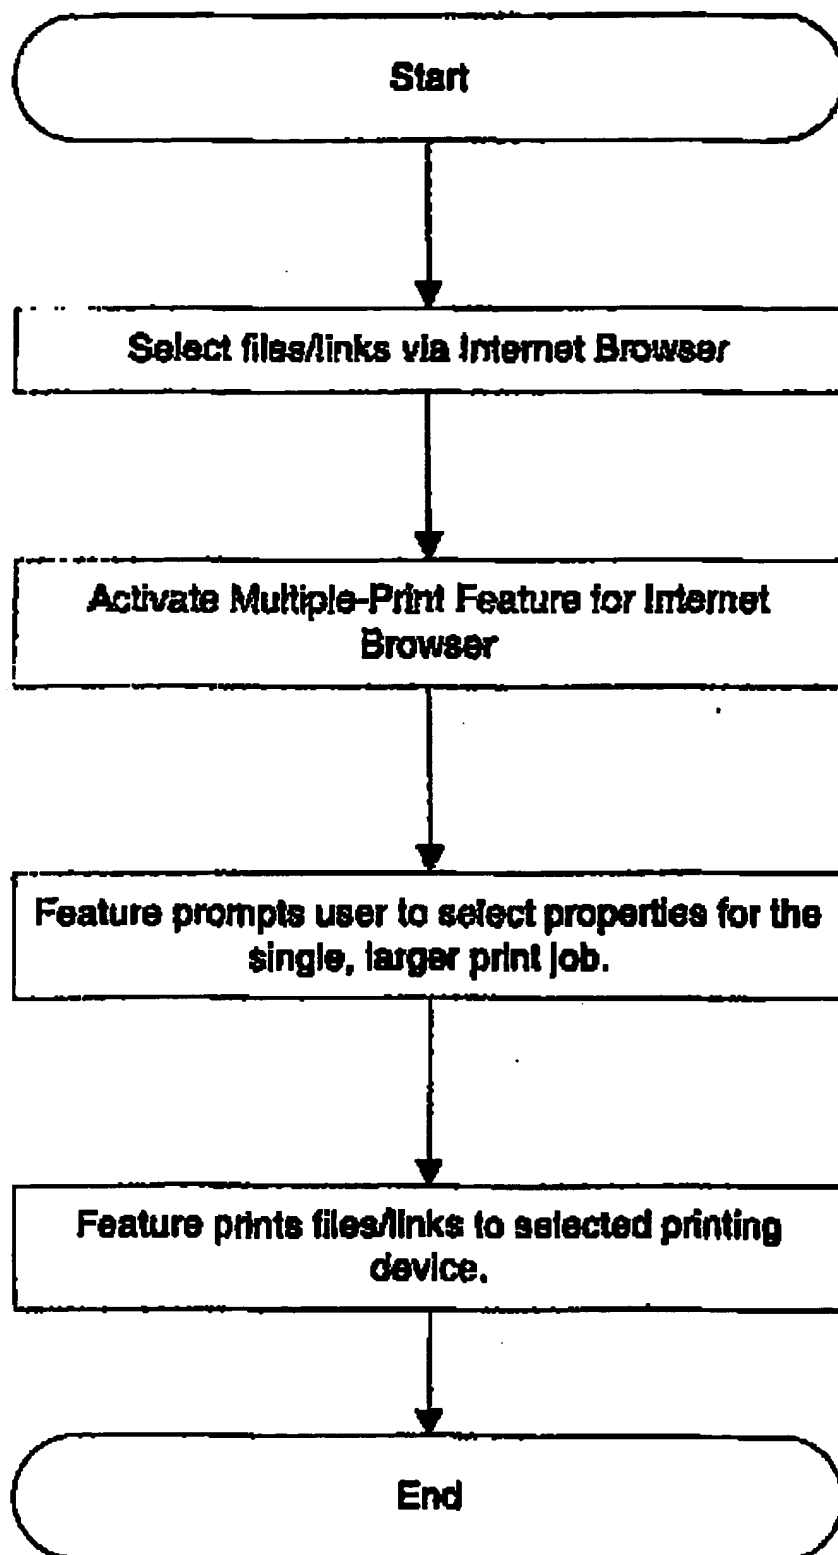 Start
Select files/links via Internet Browser
Activate Multiple-Print Feature for Internet
Browser
Feature prompts user to select properties for the
single, larger print job.
Feature prints files/links to selected printing
device.
End